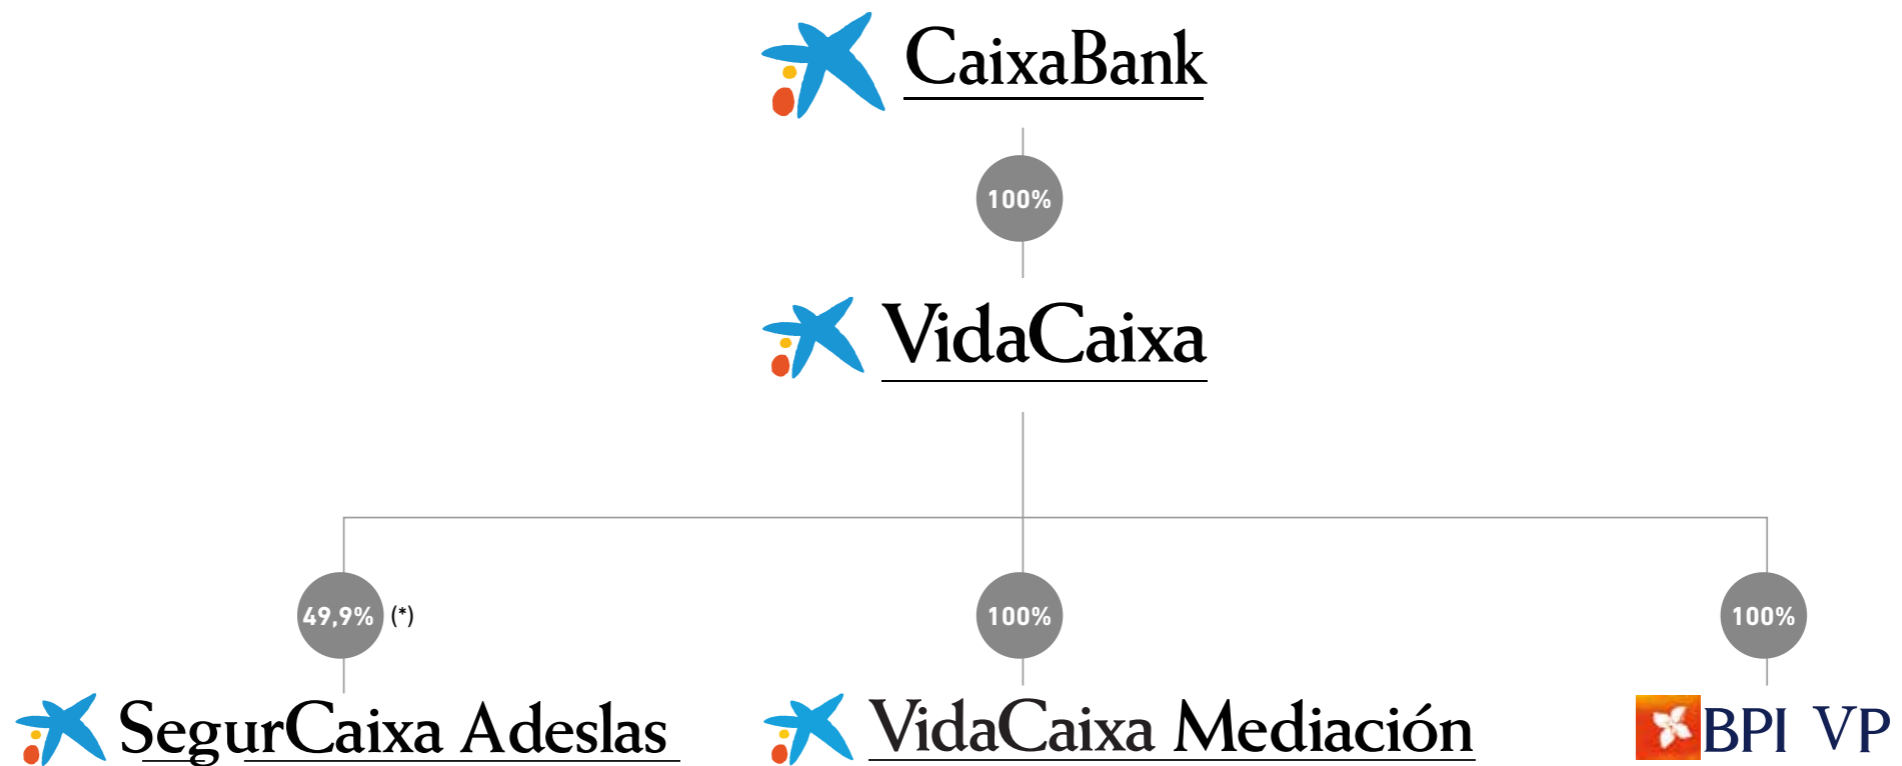 CaixaBank
100%
VidaCaixa
49,9% (*)
100%
100%
SegurCaixa Adeslas
VidaCaixa Mediación
BPI VP